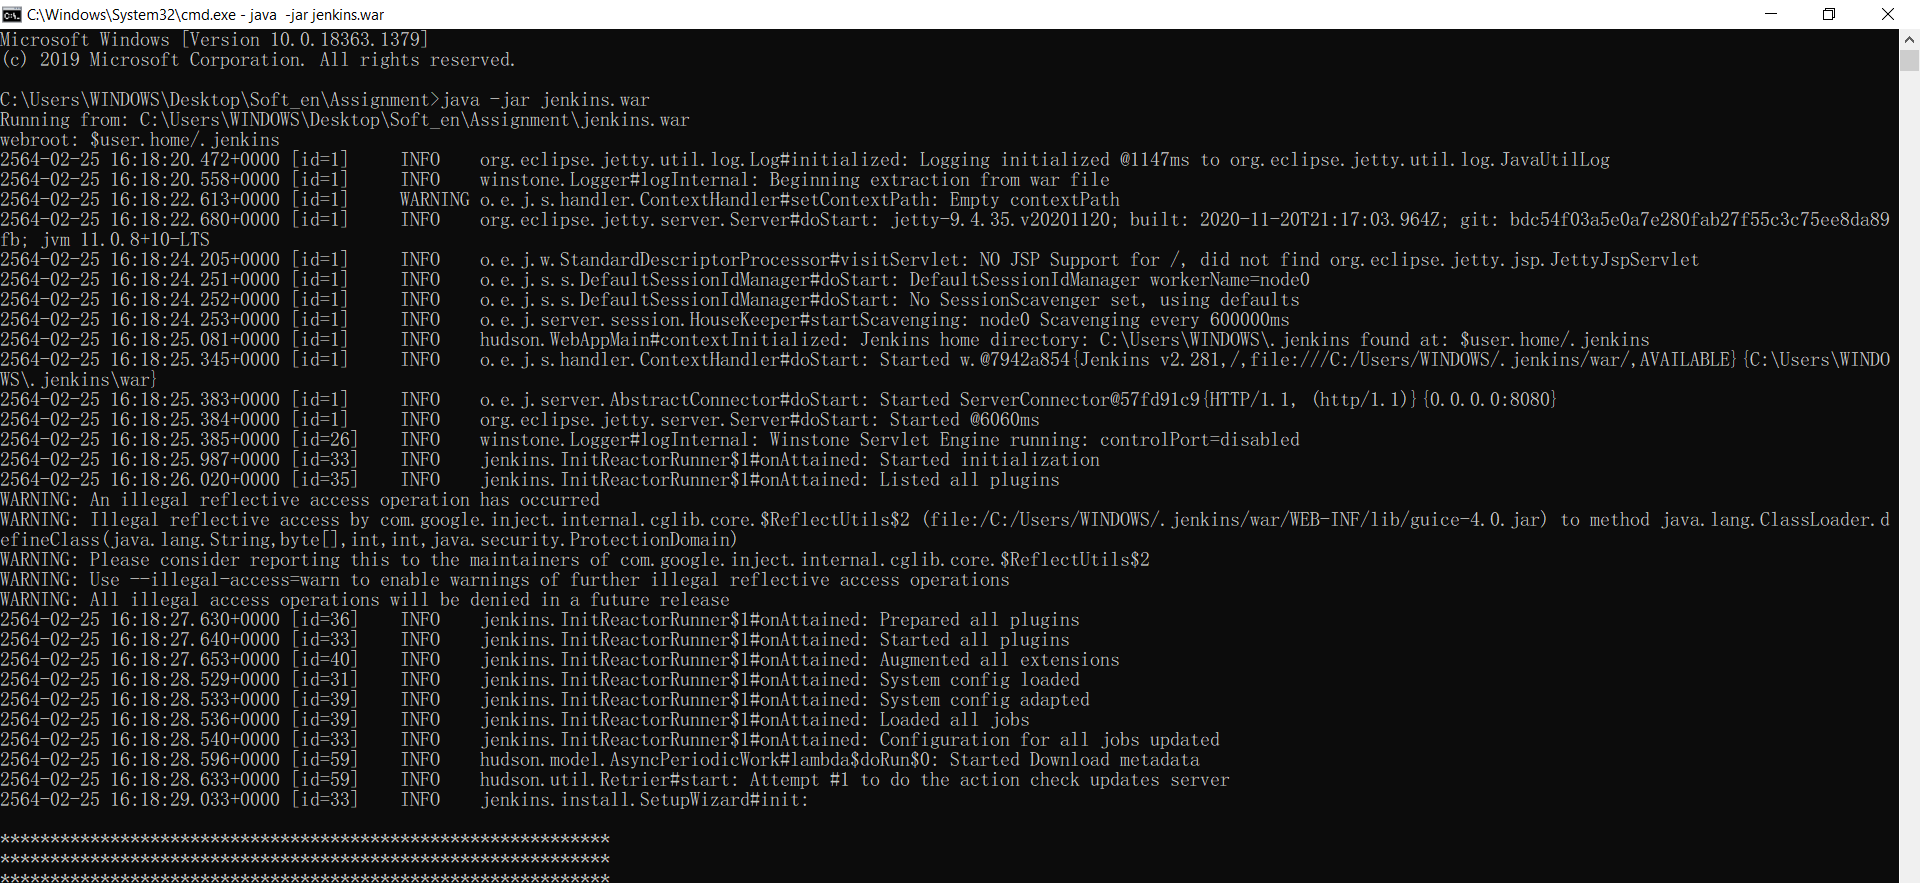 C:\Windows\System32\cmd.exe - java  -jar jenkins.war
Microsoft Windows [Version 10.0.18363.1379]
(c) 2019 Microsoft Corporation. All rights reserved.
C:\Users\WINDOWS\Desktop\Soft_en\Assignment>java -jar jenkins.war
Running from: C:\Users\WINDOWS\Desktop\Soft_en\Assignment\jenkins.war
webroot: $user.home/.jenkins
2564-02-25 16:18:20.472+0000 [id=1]     INFO    org.eclipse.jetty.util.log.Log#initialized: Logging initialized @1147ms to org.eclipse.jetty.util.log.JavaUtilLog
2564-02-25 16:18:20.558+0000 [id=1]     INFO    winstone.Logger#logInternal: Beginning extraction from war file
2564-02-25 16:18:22.613+0000 [id=1]     WARNING o.e.j.s.handler.ContextHandler#setContextPath: Empty contextPath
2564-02-25 16:18:22.680+0000 [id=1]     INFO    org.eclipse.jetty.server.Server#doStart: jetty-9.4.35.v20201120; built: 2020-11-20T21:17:03.964Z; git: bdc54f03a5e0a7e280fab27f55c3c75ee8da89
fb; jvm 11.0.8+10-LTS
2564-02-25 16:18:24.205+0000 [id=1]     INFO    o.e.j.w.StandardDescriptorProcessor#visitServlet: NO JSP Support for /, did not find org.eclipse.jetty.jsp.JettyJspServlet
2564-02-25 16:18:24.251+0000 [id=1]     INFO    o.e.j.s.s.DefaultSessionIdManager#doStart: DefaultSessionIdManager workerName=node0
2564-02-25 16:18:24.252+0000 [id=1]     INFO    o.e.j.s.s.DefaultSessionIdManager#doStart: No SessionScavenger set, using defaults
2564-02-25 16:18:24.253+0000 [id=1]     INFO    o.e.j.server.session.HouseKeeper#startScavenging: node0 Scavenging every 600000ms
2564-02-25 16:18:25.081+0000 [id=1]     INFO    hudson.WebAppMain#contextInitialized: Jenkins home directory: C:\Users\WINDOWS\.jenkins found at: $user.home/.jenkins
2564-02-25 16:18:25.345+0000 [id=1]     INFO    o.e.j.s.handler.ContextHandler#doStart: Started w.@7942a854{Jenkins v2.281,/,file:///C:/Users/WINDOWS/.jenkins/war/,AVAILABLE}{C:\Users\WINDO
WS\.jenkins\war}
2564-02-25 16:18:25.383+0000 [id=1]     INFO    o.e.j.server.AbstractConnector#doStart: Started ServerConnector@57fd91c9{HTTP/1.1, (http/1.1)}{0.0.0.0:8080}
2564-02-25 16:18:25.384+0000 [id=1]     INFO    org.eclipse.jetty.server.Server#doStart: Started @6060ms
2564-02-25 16:18:25.385+0000 [id=26]    INFO    winstone.Logger#logInternal: Winstone Servlet Engine running: controlPort=disabled
2564-02-25 16:18:25.987+0000 [id=33]    INFO    jenkins.InitReactorRunner$1#onAttained: Started initialization
2564-02-25 16:18:26.020+0000 [id=35]    INFO    jenkins.InitReactorRunner$1#onAttained: Listed all plugins
WARNING: An illegal reflective access operation has occurred
WARNING: Illegal reflective access by com.google.inject.internal.cglib.core.$ReflectUtils$2 (file:/C:/Users/WINDOWS/.jenkins/war/WEB-INF/lib/guice-4.0.jar) to method java.lang.ClassLoader.d
efineClass(java.lang.String,byte[],int,int,java.security.ProtectionDomain)
WARNING: Please consider reporting this to the maintainers of com.google.inject.internal.cglib.core.$ReflectUtils$2
WARNING: Use --illegal-access=warn to enable warnings of further illegal reflective access operations
WARNING: All illegal access operations will be denied in a future release
2564-02-25 16:18:27.630+0000 [id=36]    INFO    jenkins.InitReactorRunner$1#onAttained: Prepared all plugins
2564-02-25 16:18:27.640+0000 [id=33]    INFO    jenkins.InitReactorRunner$1#onAttained: Started all plugins
2564-02-25 16:18:27.653+0000 [id=40]    INFO    jenkins.InitReactorRunner$1#onAttained: Augmented all extensions
2564-02-25 16:18:28.529+0000 [id=31]    INFO    jenkins.InitReactorRunner$1#onAttained: System config loaded
2564-02-25 16:18:28.533+0000 [id=39]    INFO    jenkins.InitReactorRunner$1#onAttained: System config adapted
2564-02-25 16:18:28.536+0000 [id=39]    INFO    jenkins.InitReactorRunner$1#onAttained: Loaded all jobs
2564-02-25 16:18:28.540+0000 [id=33]    INFO    jenkins.InitReactorRunner$1#onAttained: Configuration for all jobs updated
2564-02-25 16:18:28.596+0000 [id=59]    INFO    hudson.model.AsyncPeriodicWork#lambda$doRun$0: Started Download metadata
2564-02-25 16:18:28.633+0000 [id=59]    INFO    hudson.util.Retrier#start: Attempt #1 to do the action check updates server
2564-02-25 16:18:29.033+0000 [id=33]    INFO    jenkins.install.SetupWizard#init:
*************************************************************
*************************************************************
*************************************************************